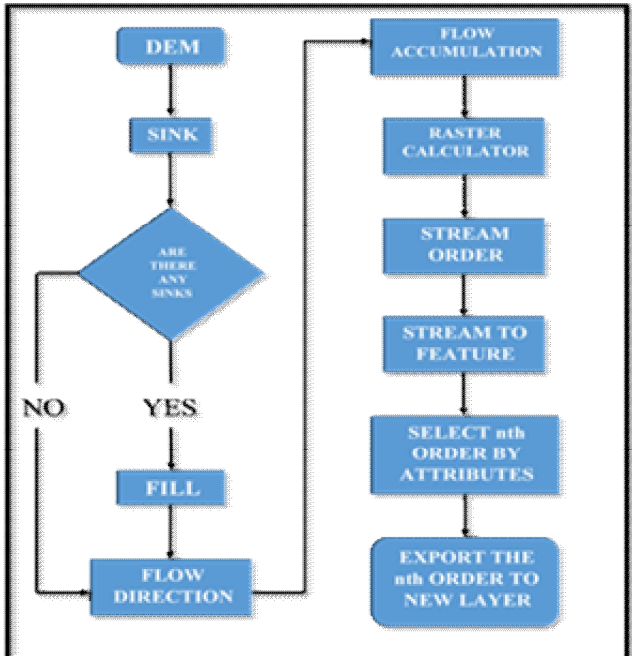 DEM
SINK
ARE
THERE
ANY
SINKS
NO
YES
FILL
FLOW
DIRECTION
FLOW
ACCUMULATION
RASTER
CALCULATOR
STREAM
ORDER
STREAM TO
FEATURE
SELECT nth
ORDER BY
ATTRIBUTES
EXPORT THE
nth ORDER TO
NEW LAYER